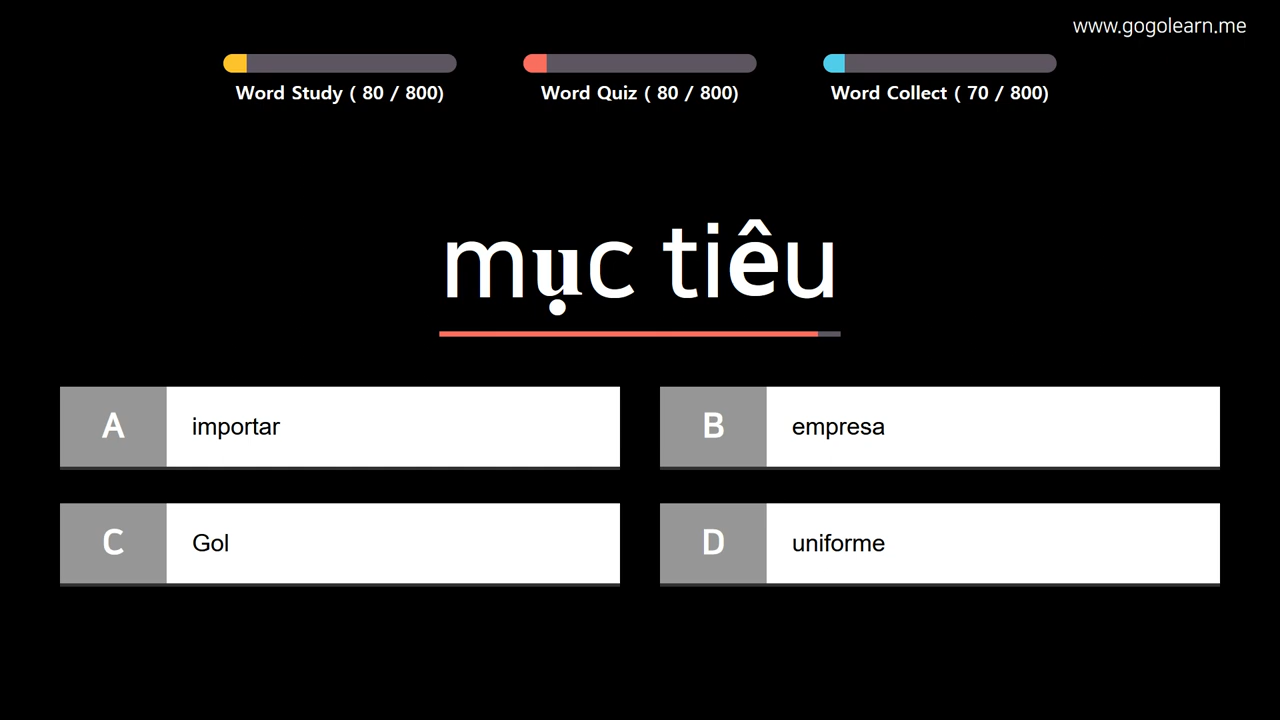 www.gogolearn.me
Word Study ( 80 / 800)
Word Quiz ( 80 / 800)
Word Collect ( 70 / 800)
mục tiêu
A importar
B empresa
C Gol
D uniforme